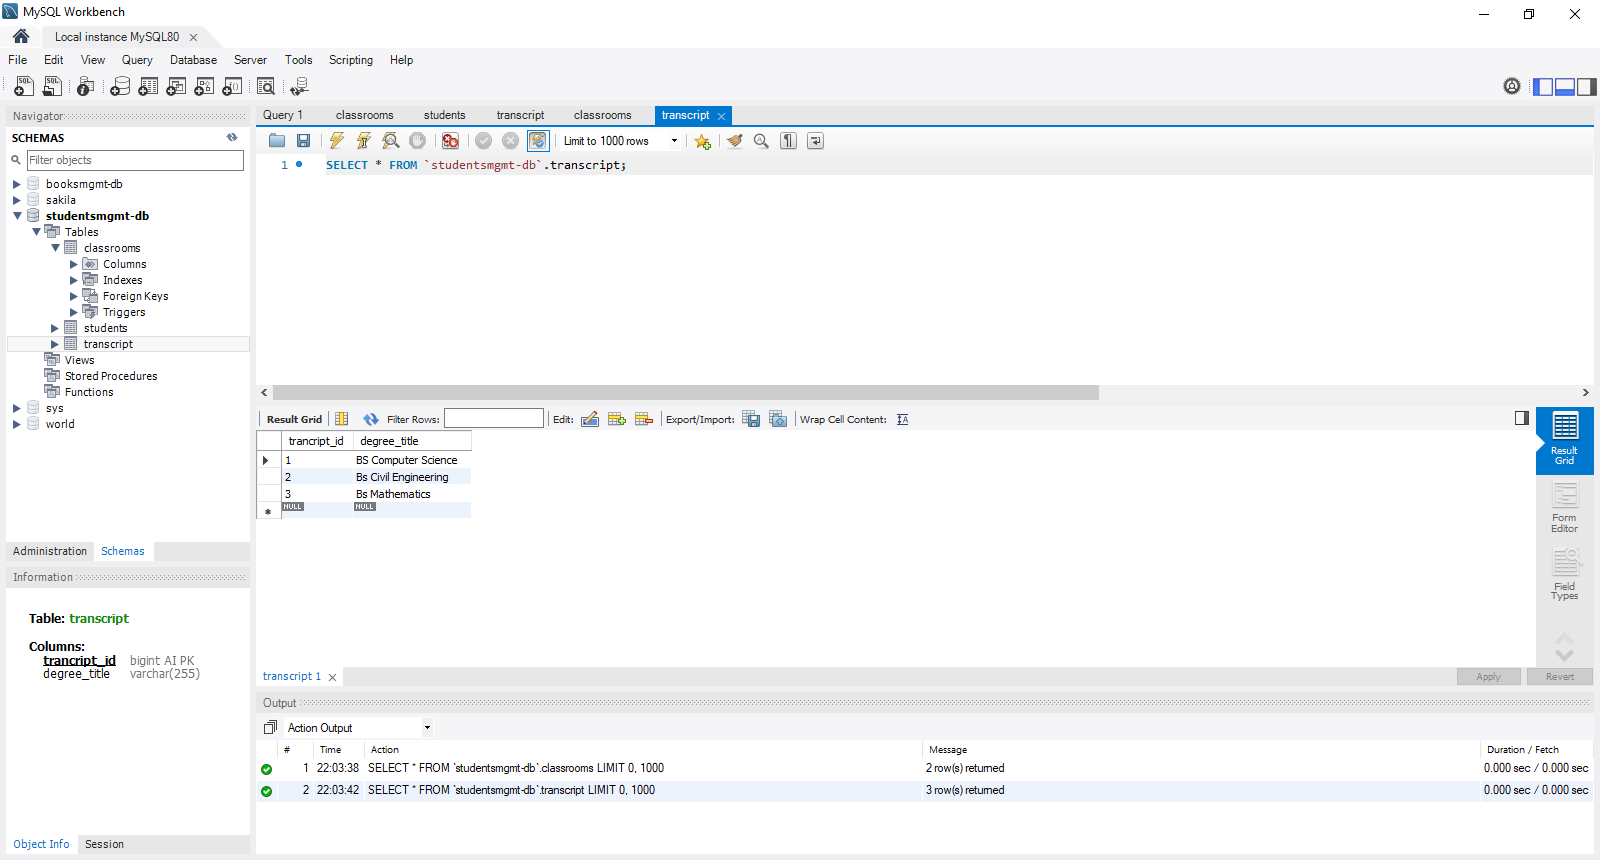 MySQL Workbench
Local instance MySQL80
File Edit View Query Database Server Tools Scripting Help
Navigator
SCHEMAS
Filter objects
booksmgmt-db
sakila
studentsmgmt-db
Tables
classrooms
Columns
Indexes
Foreign Keys
Triggers
students
transcript
Views
Stored Procedures
Functions
sys
world
Administration Schemas
Information
Table: transcript
Columns:
trancript_id bigint AI PK
degree_title varchar(255)
Object Info Session
Query 1 classrooms students transcript classrooms transcript
Limit to 1000 rows
1 SELECT * FROM `studentsmgmt-db`.transcript;
Result Grid Filter Rows: Edit: Export/Import: Wrap Cell Content:
trancript_id degree_title
1 BS Computer Science
2 Bs Civil Engineering
3 Bs Mathematics
NULL NULL
Result
Grid
Form
Editor
Field
Types
transcript 1
Apply Revert
Output
Action Output
# Time Action Message Duration / Fetch
1 22:03:38 SELECT * FROM `studentsmgmt-db`.classrooms LIMIT 0, 1000 2 row(s) returned 0.000 sec / 0.000 sec
2 22:03:42 SELECT * FROM `studentsmgmt-db`.transcript LIMIT 0, 1000 3 row(s) returned 0.000 sec / 0.000 sec